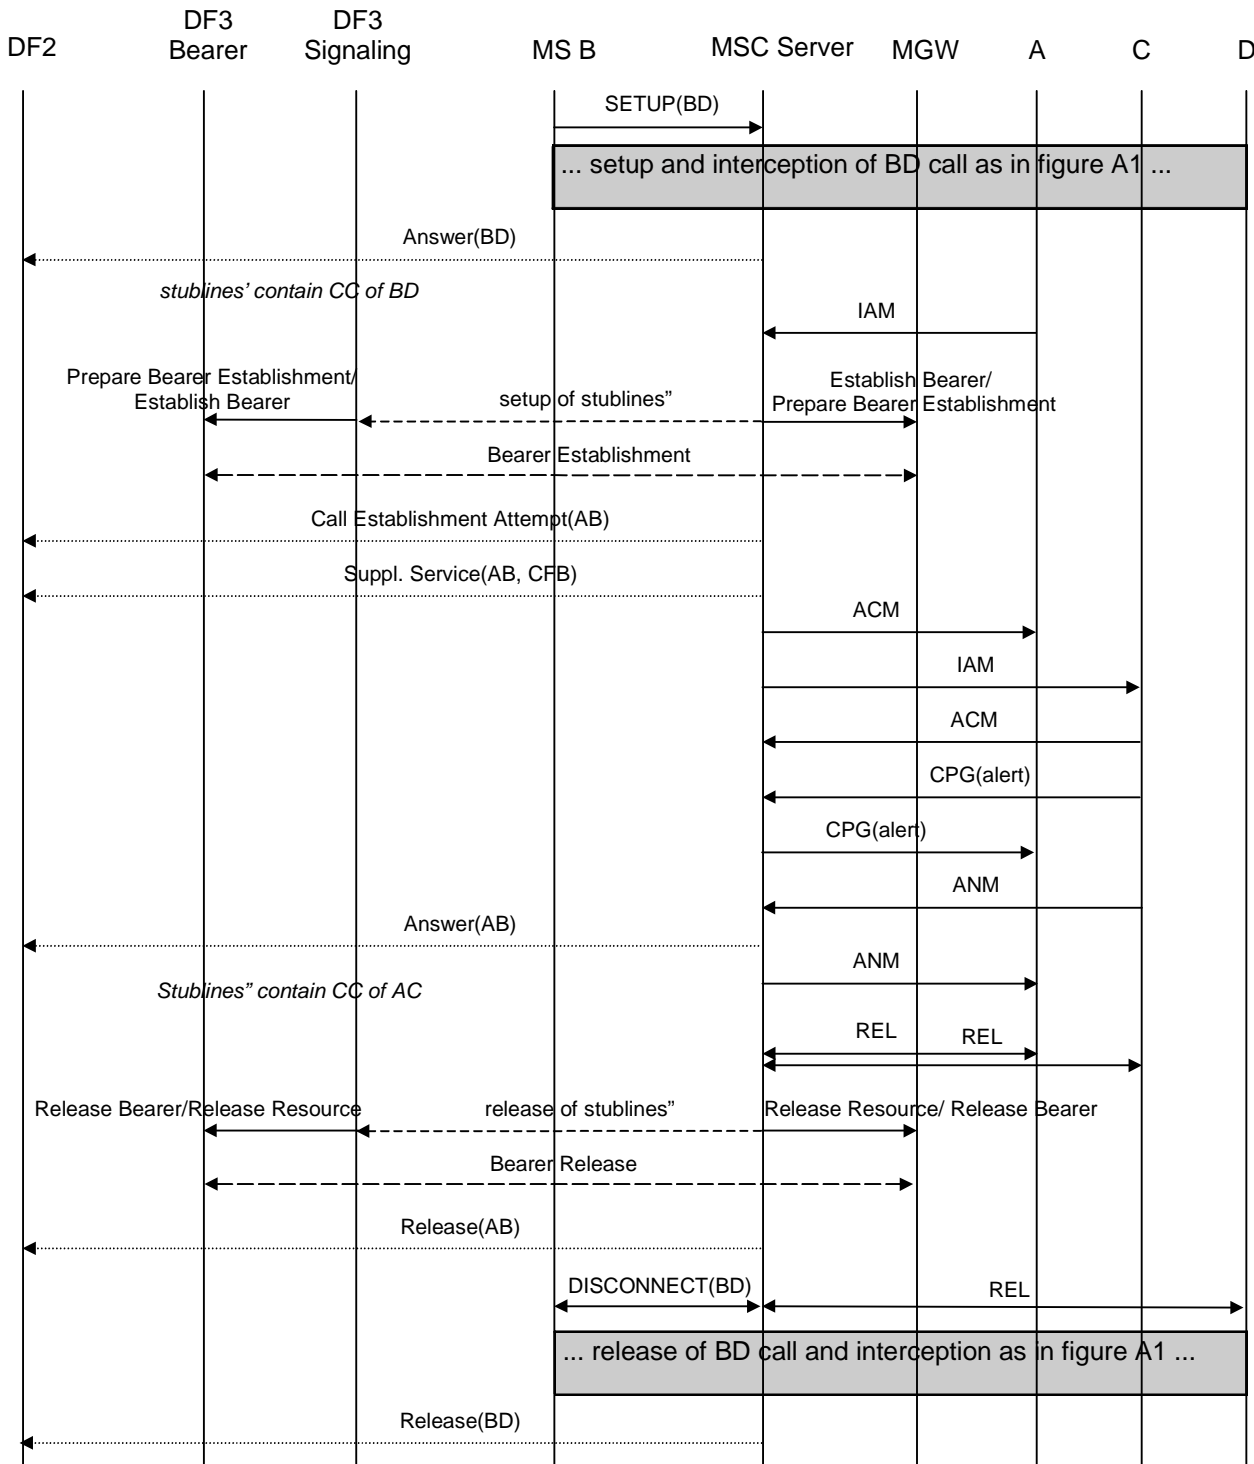 DF2
DF3
Bearer
DF3
Signaling
MS B
MSC Server
MGW
A
C
D
SETUP(BD)
... setup and interception of BD call as in figure A1 ...
Answer(BD)
stublines’ contain CC of BD
IAM
Prepare Bearer Establishment/
Establish Bearer
setup of stublines”
Establish Bearer/
Prepare Bearer Establishment
Bearer Establishment
Call Establishment Attempt(AB)
Suppl. Service(AB, CFB)
ACM
IAM
ACM
CPG(alert)
CPG(alert)
ANM
Answer(AB)
ANM
Stublines” contain CC of AC
REL
REL
Release Bearer/Release Resource
release of stublines”
Release Resource/ Release Bearer
Bearer Release
Release(AB)
DISCONNECT(BD)
REL
... release of BD call and interception as in figure A1 ...
Release(BD)